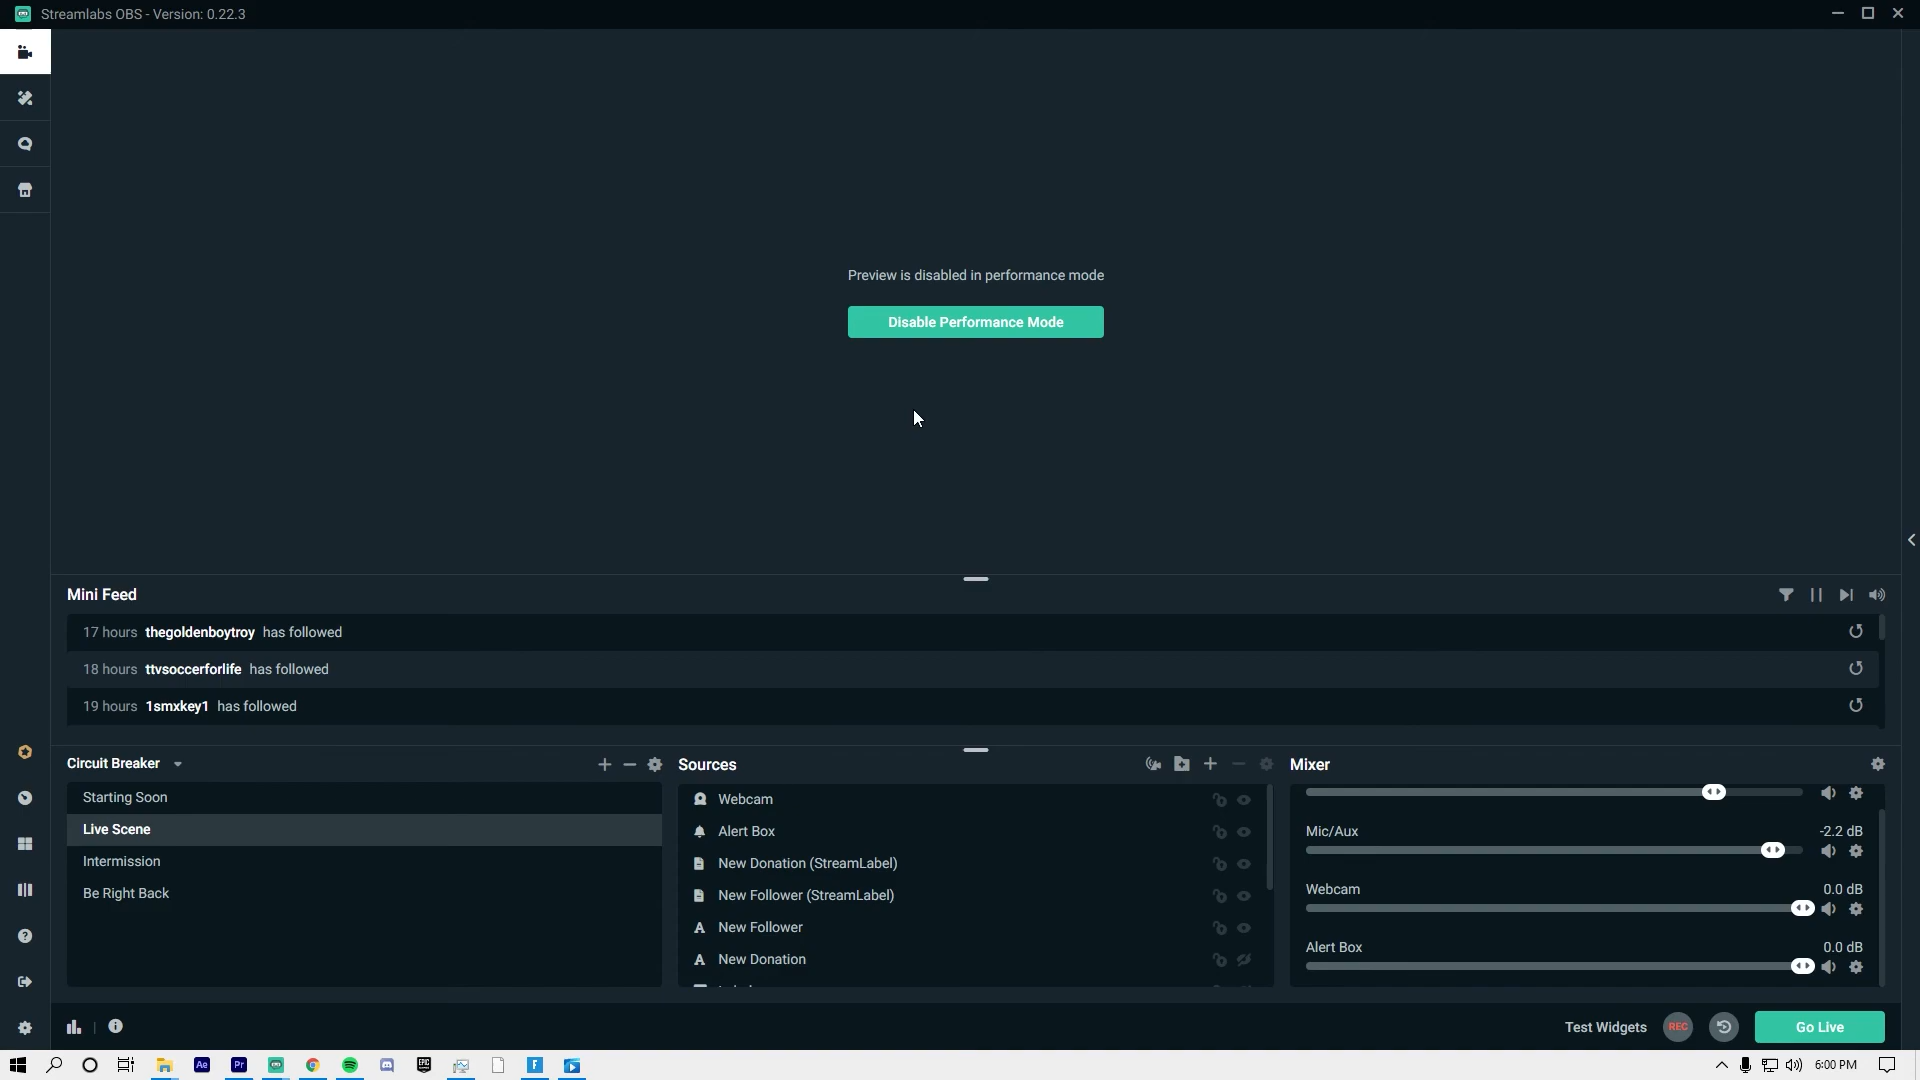 Streamlabs OBS - Version: 0.22.3
Preview is disabled in performance mode
Disable Performance Mode
Mini Feed
17 hours thegoldenboytroy has followed
18 hours ttvsoccerforlife has followed
19 hours 1smxkey1 has followed
Circuit Breaker
Starting Soon
Live Scene
Intermission
Be Right Back
Sources
Webcam
Alert Box
New Donation (StreamLabel)
New Follower (StreamLabel)
New Follower
New Donation
Mixer
Mic/Aux -2.2 dB
Webcam 0.0 dB
Alert Box 0.0 dB
Test Widgets
REC
Go Live
Ae
Pr
EPIC
F
6:00 PM